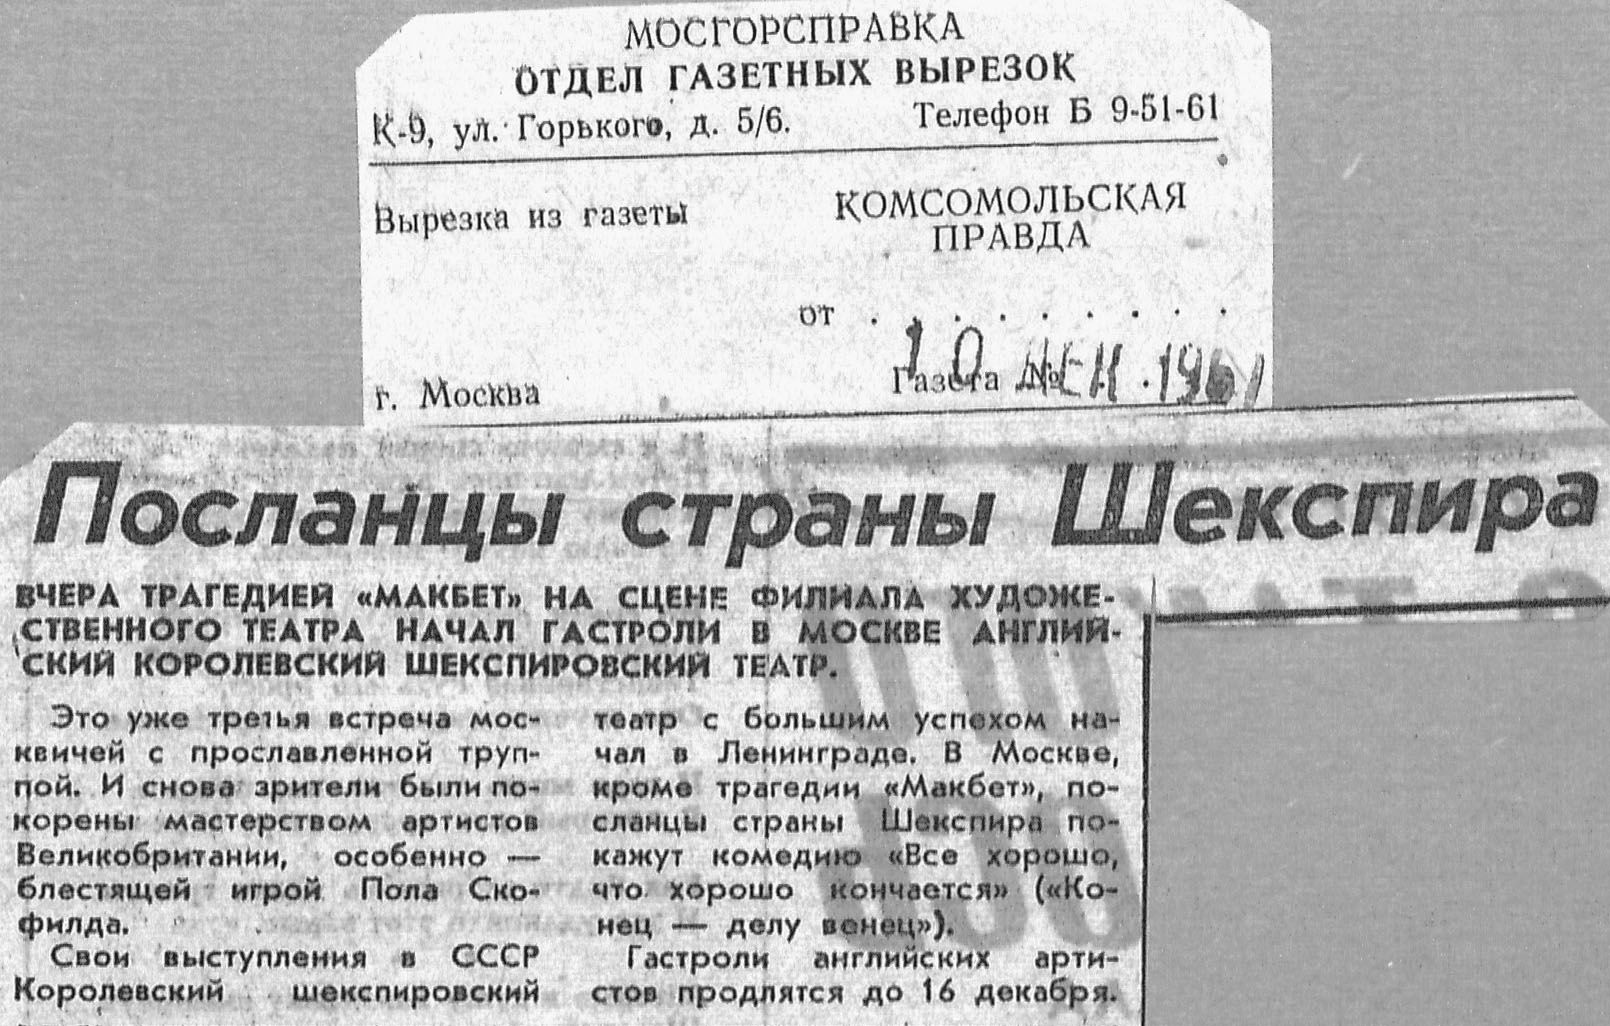 МОСГОРСПРАВКА
ОТДЕЛ ГАЗЕТНЫХ ВЫРЕЗОК
К-9, ул. Горького, д. 5/6. Телефон Б 9-51-61
Вырезка из газеты
КОМСОМОЛЬСКАЯ
ПРАВДА
от . . . . . . . . .
10 ДЕК. 196
г. Москва
Газета №
Посланцы страны Шекспира
ВЧЕРА ТРАГЕДИЕЙ «МАКБЕТ» НА СЦЕНЕ ФИЛИАЛА ХУДОЖЕ-
СТВЕННОГО ТЕАТРА НАЧАЛ ГАСТРОЛИ В МОСКВЕ АНГЛИЙ-
СКИЙ КОРОЛЕВСКИЙ ШЕКСПИРОВСКИЙ ТЕАТР.
Это уже третья встреча мос-
квичей с прославленной труп-
пой. И снова зрители были по-
корены мастерством артистов
Великобритании, особенно —
блестящей игрой Пола Ско-
филда.
Свои выступления в СССР
Королевский шекспировский
театр с большим успехом на-
чал в Ленинграде. В Москве,
кроме трагедии «Макбет», по-
сланцы страны Шекспира по-
кажут комедию «Все хорошо,
что хорошо кончается» («Ко-
нец — делу венец»).
Гастроли английских арти-
стов продлятся до 16 декабря.